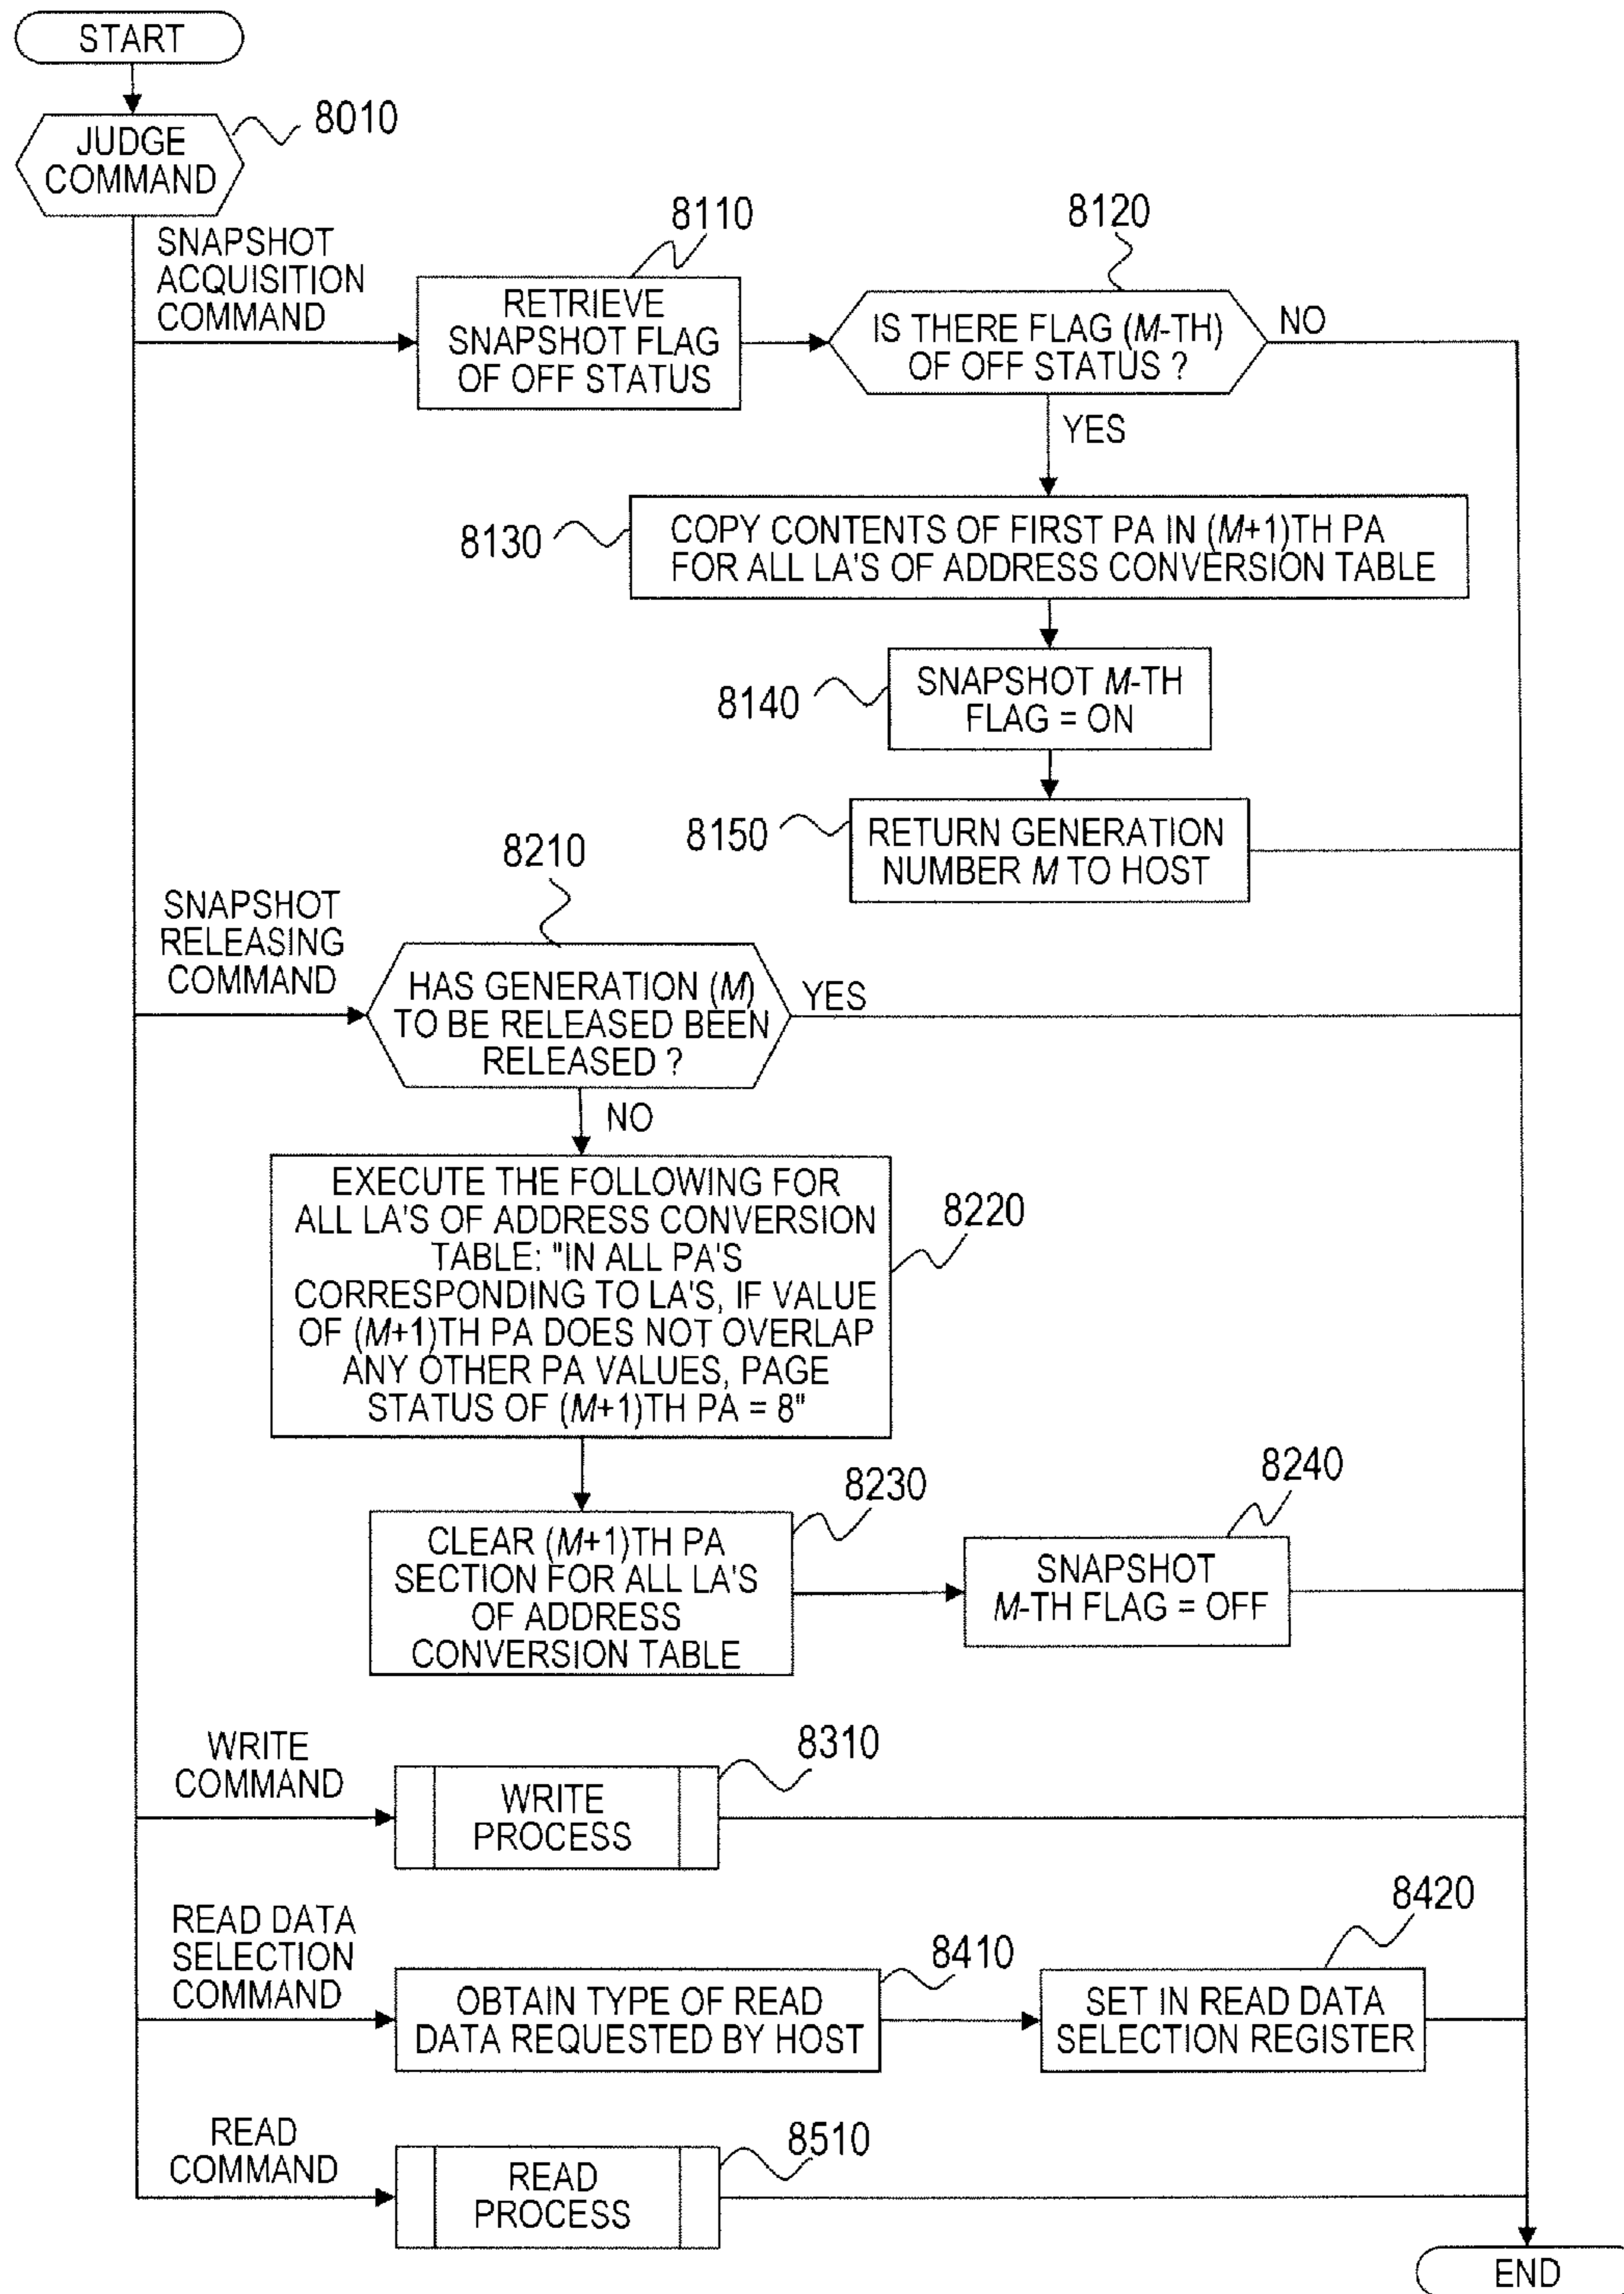 START
JUDGE
COMMAND
8010
SNAPSHOT
ACQUISITION
COMMAND
8110
RETRIEVE
SNAPSHOT FLAG
OF OFF STATUS
8120
IS THERE FLAG (M-TH)
OF OFF STATUS ?
NO
YES
8130
COPY CONTENTS OF FIRST PA IN (M+1)TH PA
FOR ALL LA'S OF ADDRESS CONVERSION TABLE
8140
SNAPSHOT M-TH
FLAG = ON
8150
RETURN GENERATION
NUMBER M TO HOST
SNAPSHOT
RELEASING
COMMAND
8210
HAS GENERATION (M)
TO BE RELEASED BEEN
RELEASED ?
YES
NO
EXECUTE THE FOLLOWING FOR
ALL LA'S OF ADDRESS CONVERSION
TABLE: "IN ALL PA'S
CORRESPONDING TO LA'S, IF VALUE
OF (M+1)TH PA DOES NOT OVERLAP
ANY OTHER PA VALUES, PAGE
STATUS OF (M+1)TH PA = 8"
8220
CLEAR (M+1)TH PA
SECTION FOR ALL LA'S
OF ADDRESS
CONVERSION TABLE
8230
SNAPSHOT
M-TH FLAG = OFF
8240
WRITE
COMMAND
WRITE
PROCESS
8310
READ DATA
SELECTION
COMMAND
OBTAIN TYPE OF READ
DATA REQUESTED BY HOST
8410
SET IN READ DATA
SELECTION REGISTER
8420
READ
COMMAND
READ
PROCESS
8510
END